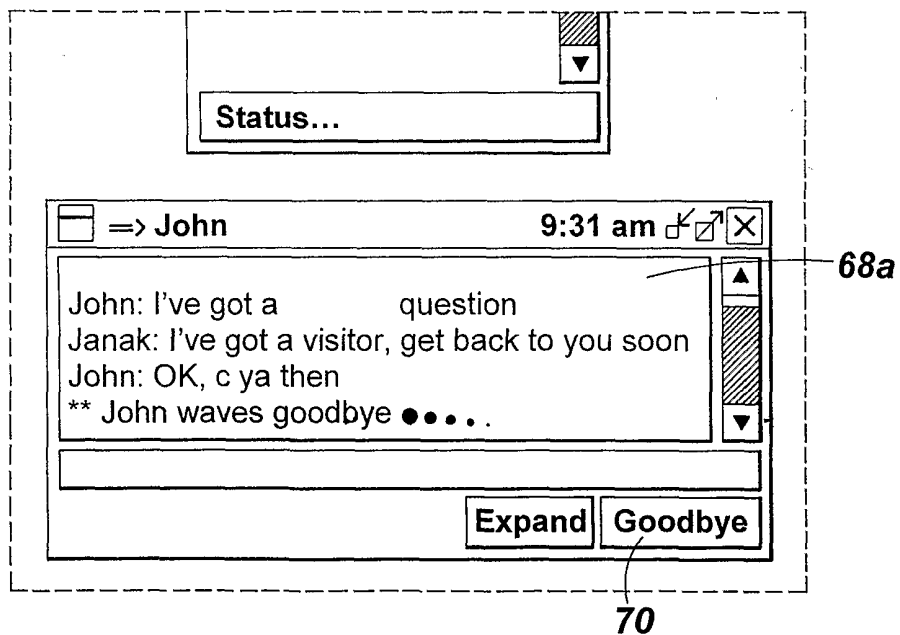 Status...
=> John 9:31 am
68a
John: I've got a question
Janak: I've got a visitor, get back to you soon
John: OK, c ya then
** John waves goodbye ●●●• .
Expand Goodbye
70